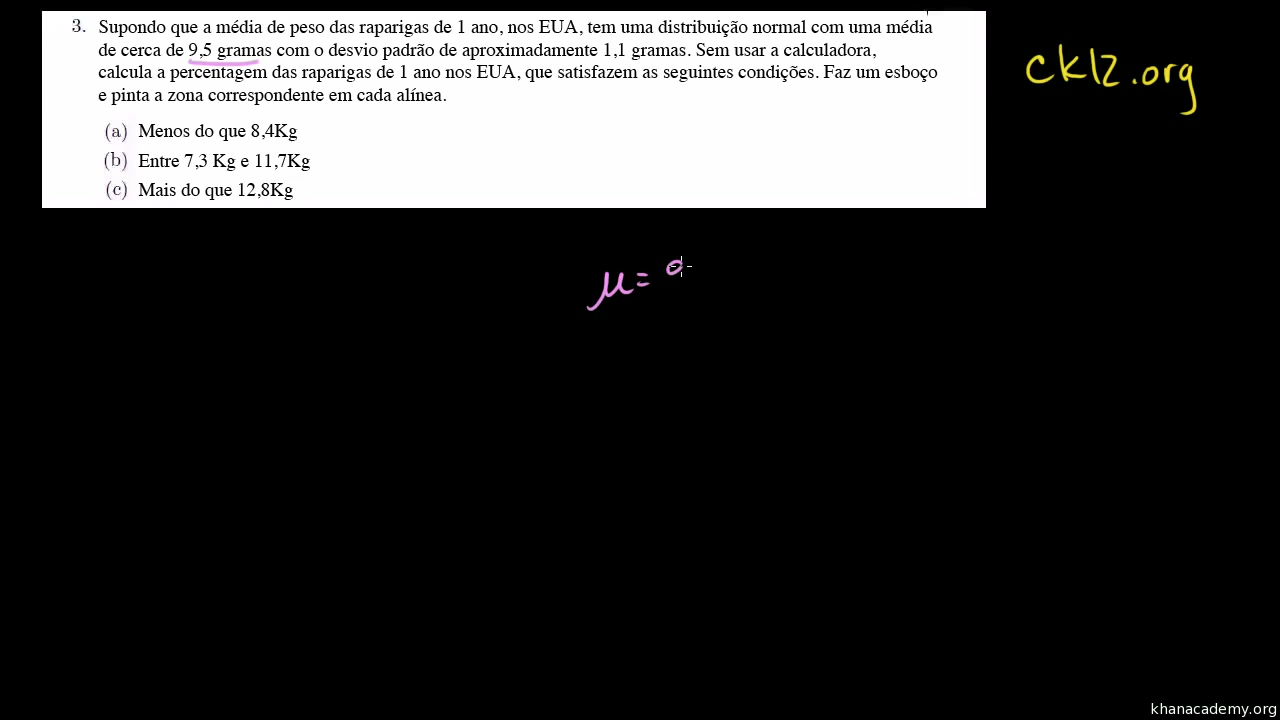 3. Supondo que a média de peso das raparigas de 1 ano, nos EUA, tem uma distribuição normal com uma média
de cerca de 9,5 gramas com o desvio padrão de aproximadamente 1,1 gramas. Sem usar a calculadora,
calcula a percentagem das raparigas de 1 ano nos EUA, que satisfazem as seguintes condições. Faz um esboço
e pinta a zona correspondente em cada alínea.
(a) Menos do que 8,4Kg
(b) Entre 7,3 Kg e 11,7Kg
(c) Mais do que 12,8Kg
ck12.org
μ =
khanacademy.org